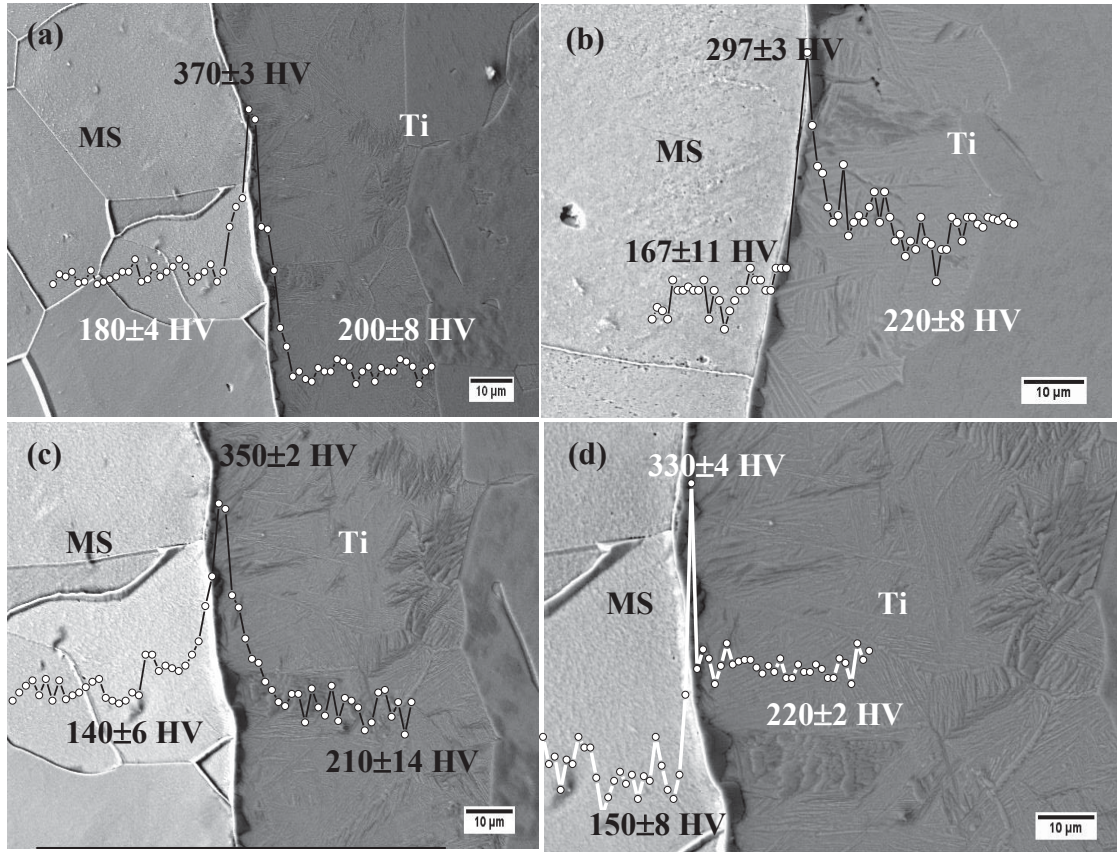 (a)
370±3 HV
MS
Ti
180±4 HV
200±8 HV
10 µm
(b)
297±3 HV
MS
Ti
167±11 HV
220±8 HV
10 µm
(c)
350±2 HV
MS
Ti
140±6 HV
210±14 HV
10 µm
(d)
330±4 HV
MS
Ti
220±2 HV
150±8 HV
10 µm